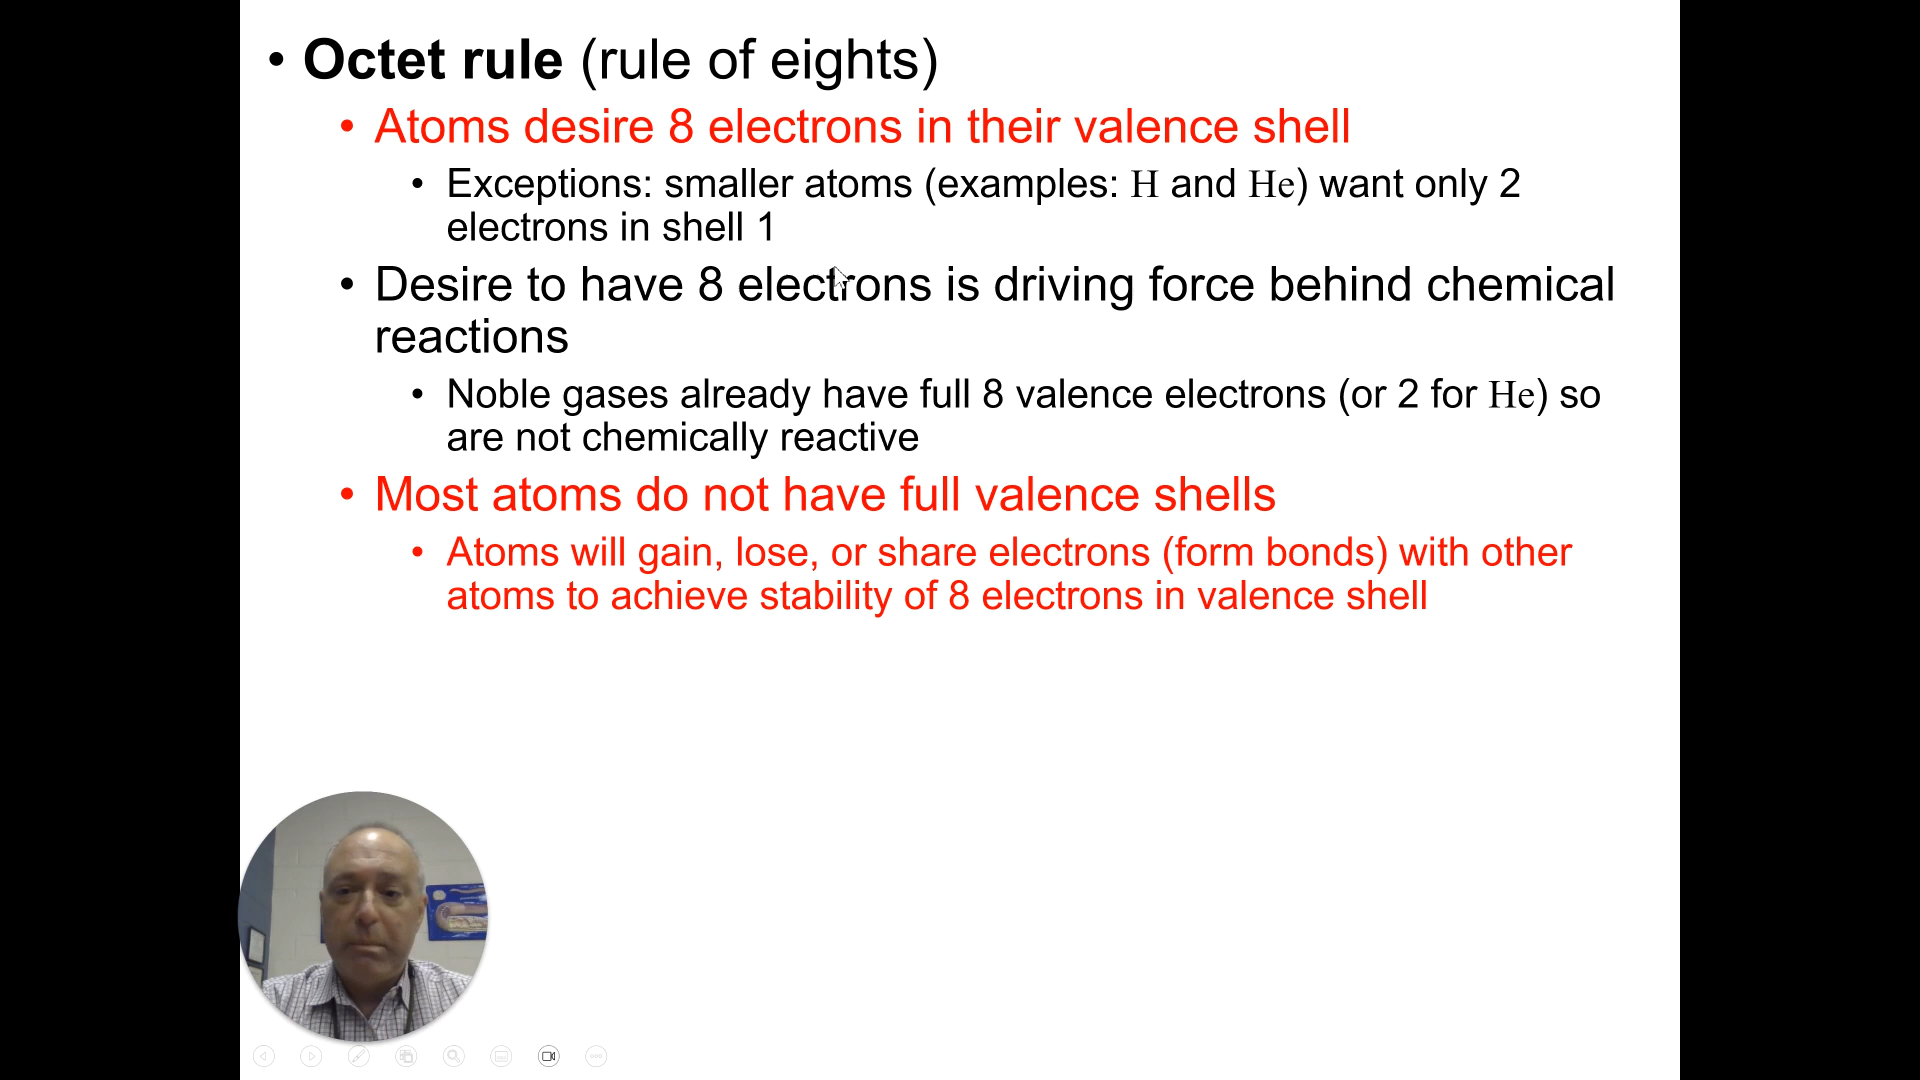 • Octet rule (rule of eights)
• Atoms desire 8 electrons in their valence shell
• Exceptions: smaller atoms (examples: H and He) want only 2
electrons in shell 1
• Desire to have 8 electrons is driving force behind chemical
reactions
• Noble gases already have full 8 valence electrons (or 2 for He) so
are not chemically reactive
• Most atoms do not have full valence shells
• Atoms will gain, lose, or share electrons (form bonds) with other
atoms to achieve stability of 8 electrons in valence shell